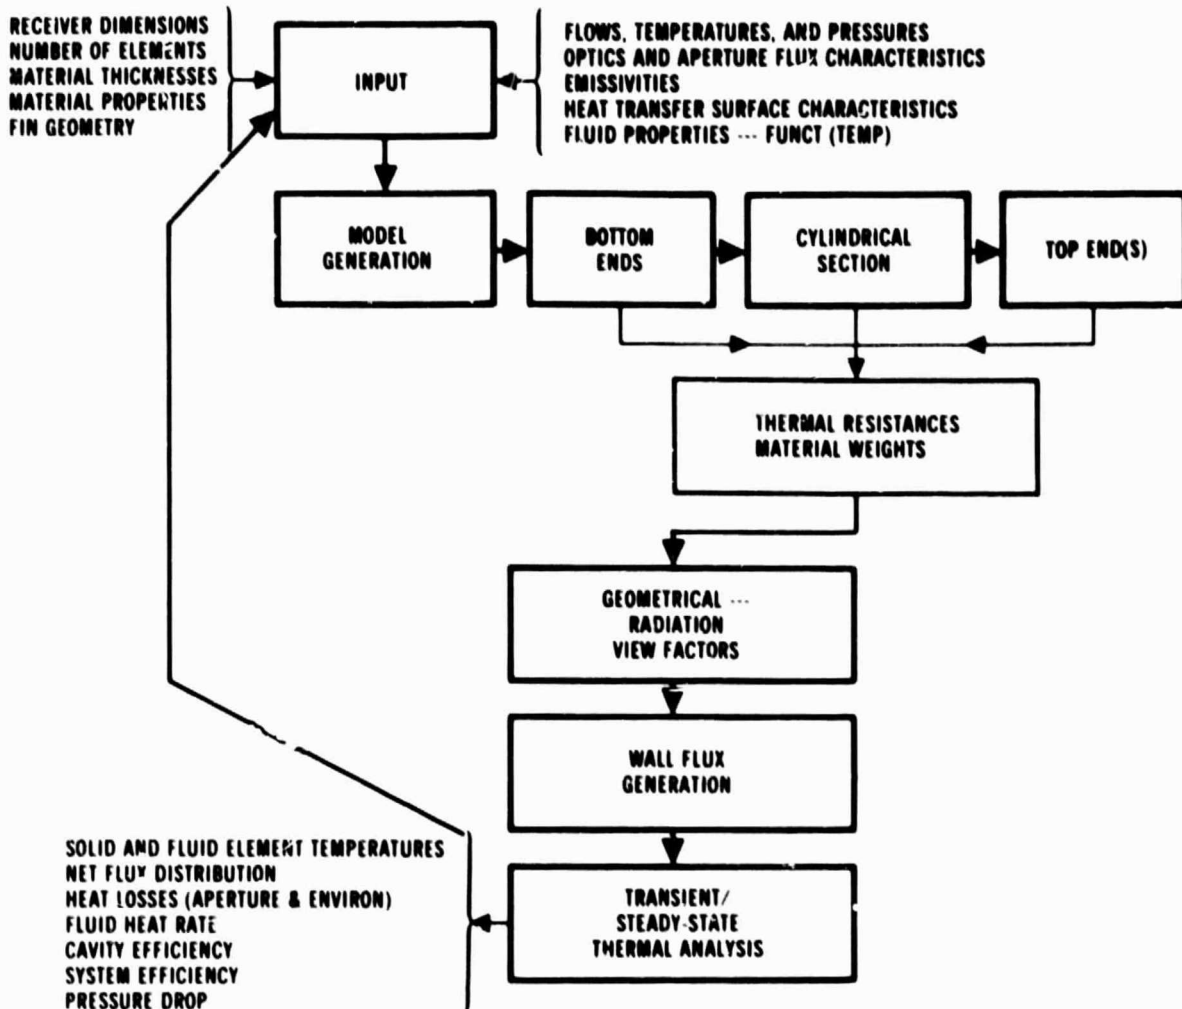 RECEIVER DIMENSIONS
NUMBER OF ELEMENTS
MATERIAL THICKNESSES
MATERIAL PROPERTIES
FIN GEOMETRY
INPUT
FLOWS, TEMPERATURES, AND PRESSURES
OPTICS AND APERTURE FLUX CHARACTERISTICS
EMISSIVITIES
HEAT TRANSFER SURFACE CHARACTERISTICS
FLUID PROPERTIES --- FUNCT (TEMP)
MODEL
GENERATION
BOTTOM
ENDS
CYLINDRICAL
SECTION
TOP END(S)
THERMAL RESISTANCES
MATERIAL WEIGHTS
GEOMETRICAL ---
RADIATION
VIEW FACTORS
WALL FLUX
GENERATION
TRANSIENT/
STEADY-STATE
THERMAL ANALYSIS
SOLID AND FLUID ELEMENT TEMPERATURES
NET FLUX DISTRIBUTION
HEAT LOSSES (APERTURE & ENVIRON)
FLUID HEAT RATE
CAVITY EFFICIENCY
SYSTEM EFFICIENCY
PRESSURE DROP